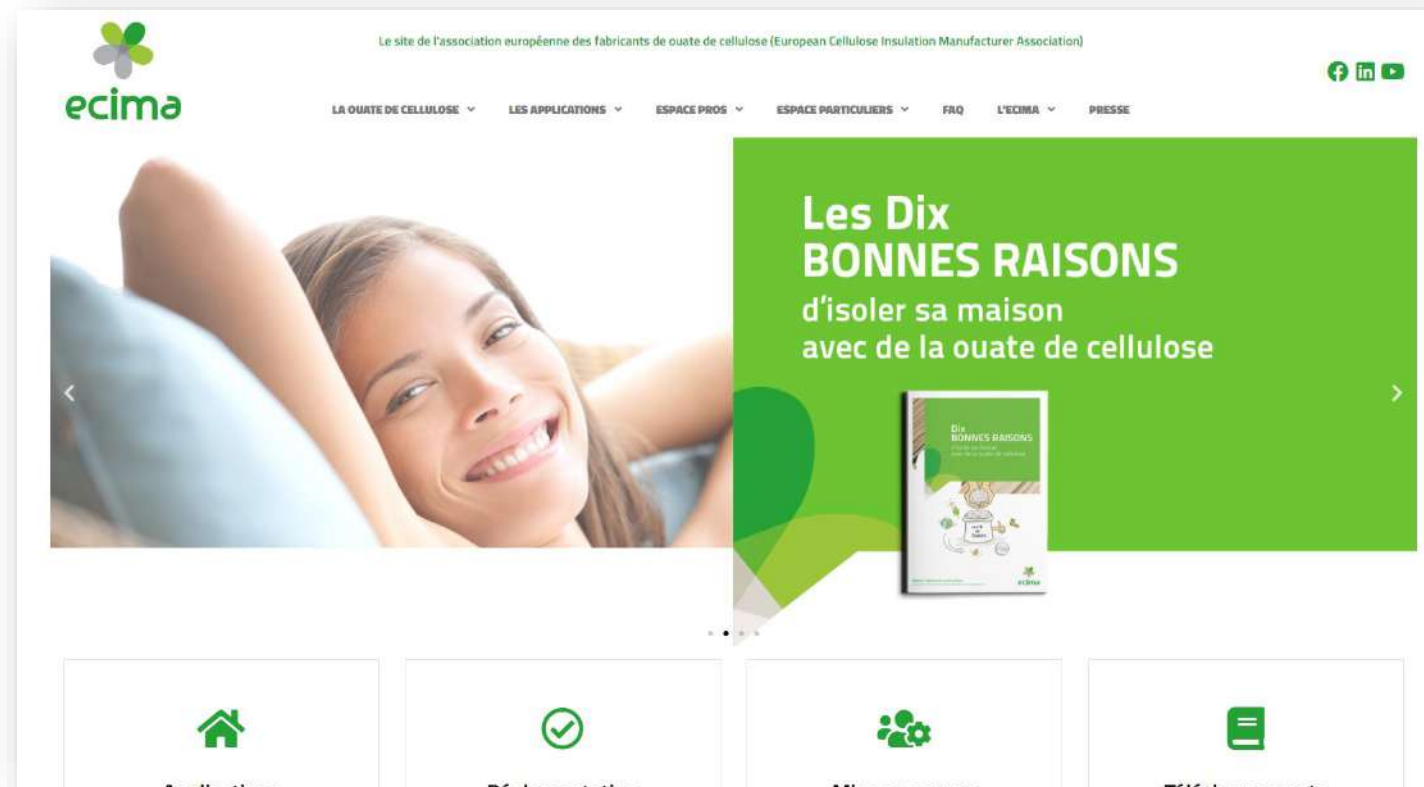 Le site de l'association européenne des fabricants de ouate de cellulose (European Cellulose Insulation Manufacturer Association)
ecima
LA OUATE DE CELLULOSE
LES APPLICATIONS
ESPACE PROS
ESPACE PARTICULIERS
FAQ
L'ECIMA
PRESSE
Les Dix
BONNES RAISONS
d'isoler sa maison
avec de la ouate de cellulose
Dix
BONNES RAISONS
ecima